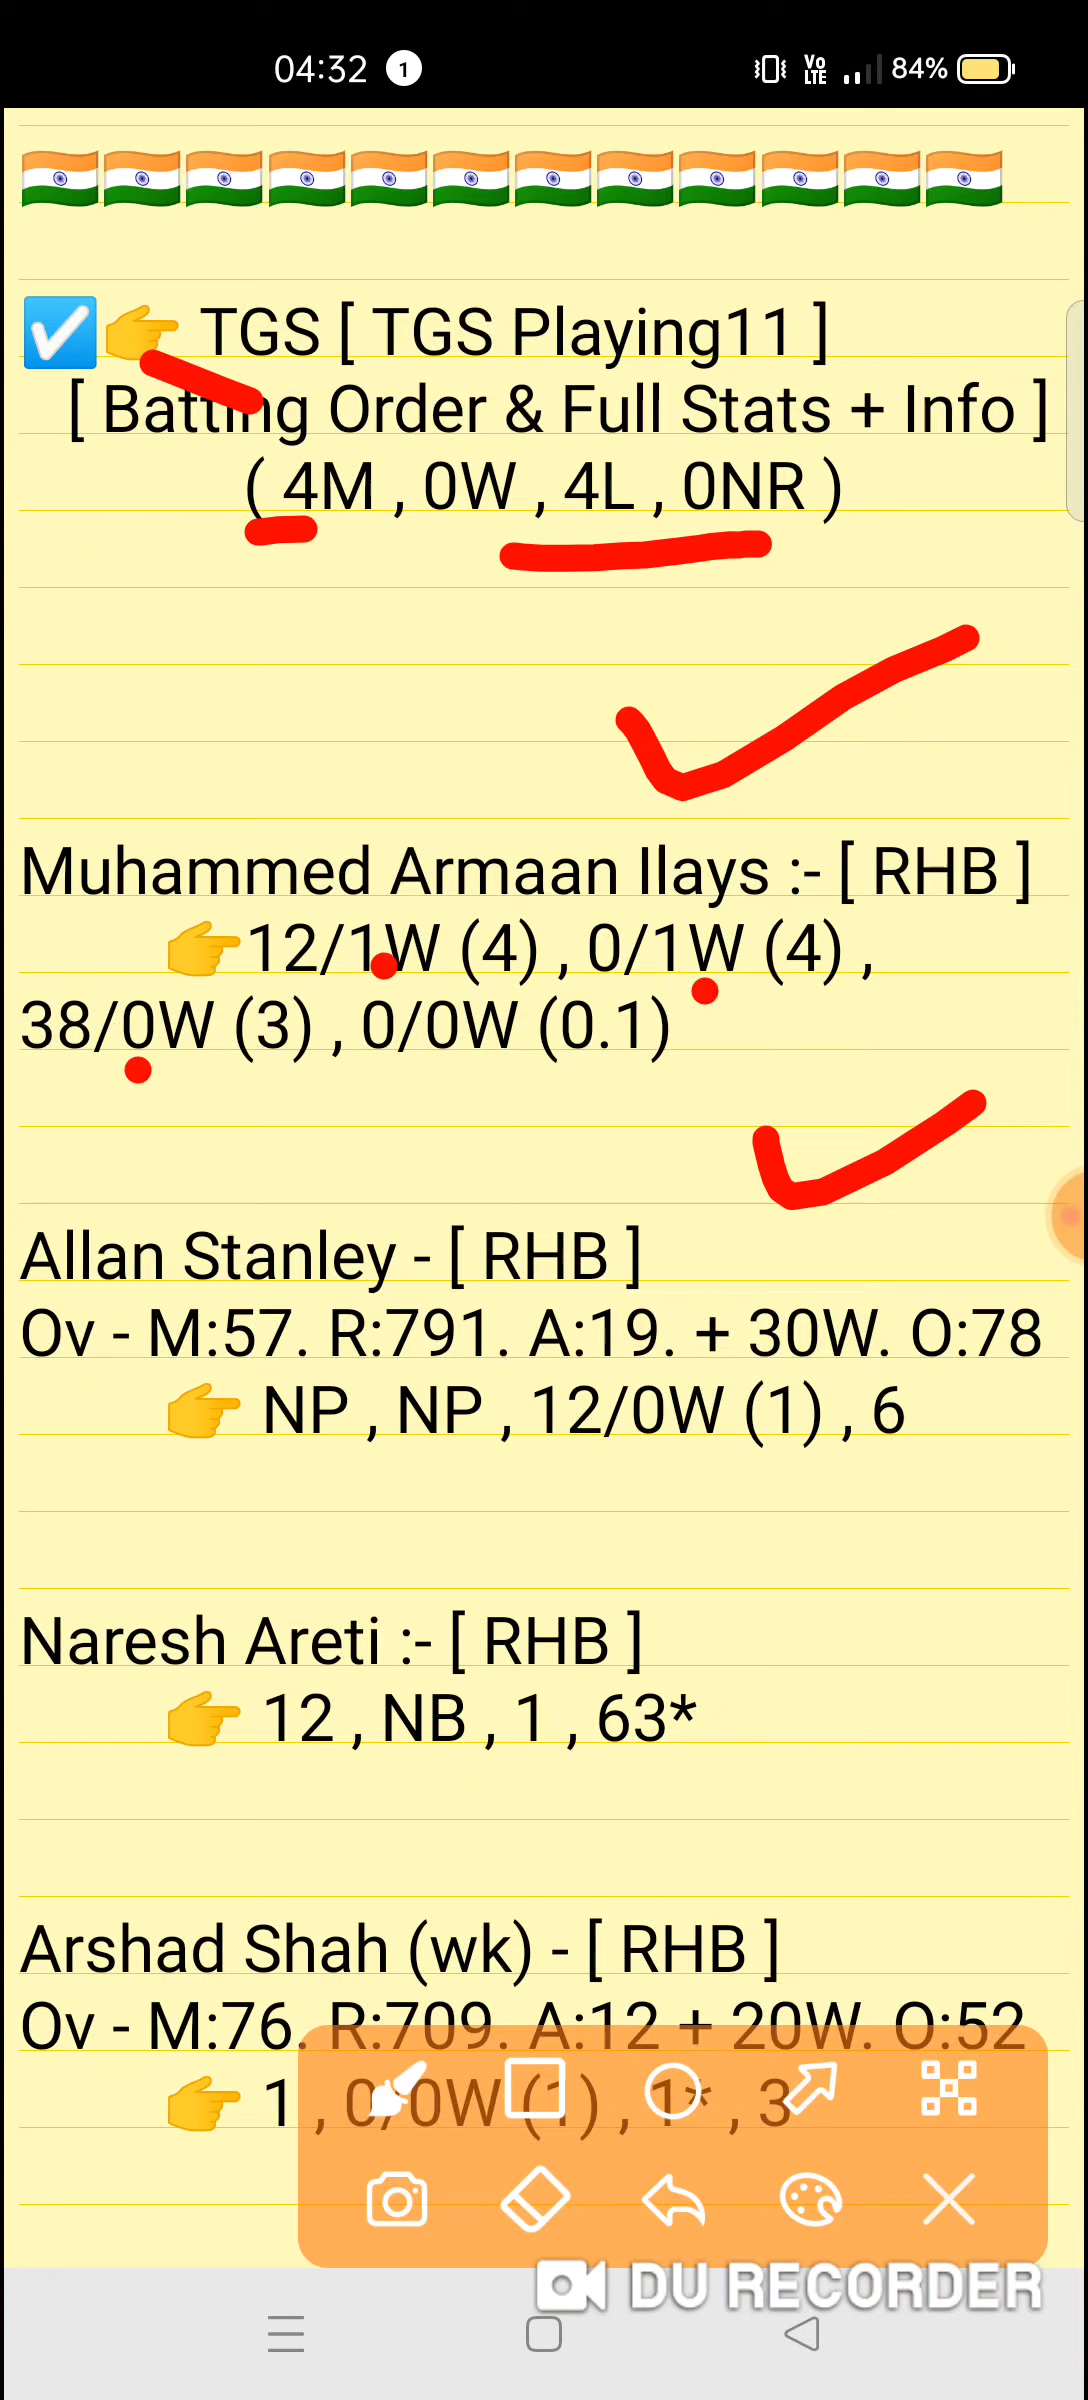 04:32 1 Vo LTE 84%
🇮🇳🇮🇳🇮🇳🇮🇳🇮🇳🇮🇳🇮🇳🇮🇳🇮🇳🇮🇳🇮🇳🇮🇳
☑️👉 TGS [ TGS Playing11 ]
[ Batting Order & Full Stats + Info ]
( 4M , 0W , 4L , 0NR )
Muhammed Armaan Ilays :- [ RHB ]
👉12/1W (4) , 0/1W (4) ,
38/0W (3) , 0/0W (0.1)
Allan Stanley - [ RHB ]
Ov - M:57. R:791. A:19. + 30W. O:78
👉 NP , NP , 12/0W (1) , 6
Naresh Areti :- [ RHB ]
👉 12 , NB , 1 , 63*
Arshad Shah (wk) - [ RHB ]
Ov - M:76. R:709. A:12 + 20W. O:52
👉 1 , 0/0W (1) , 1* , 3
DU RECORDER